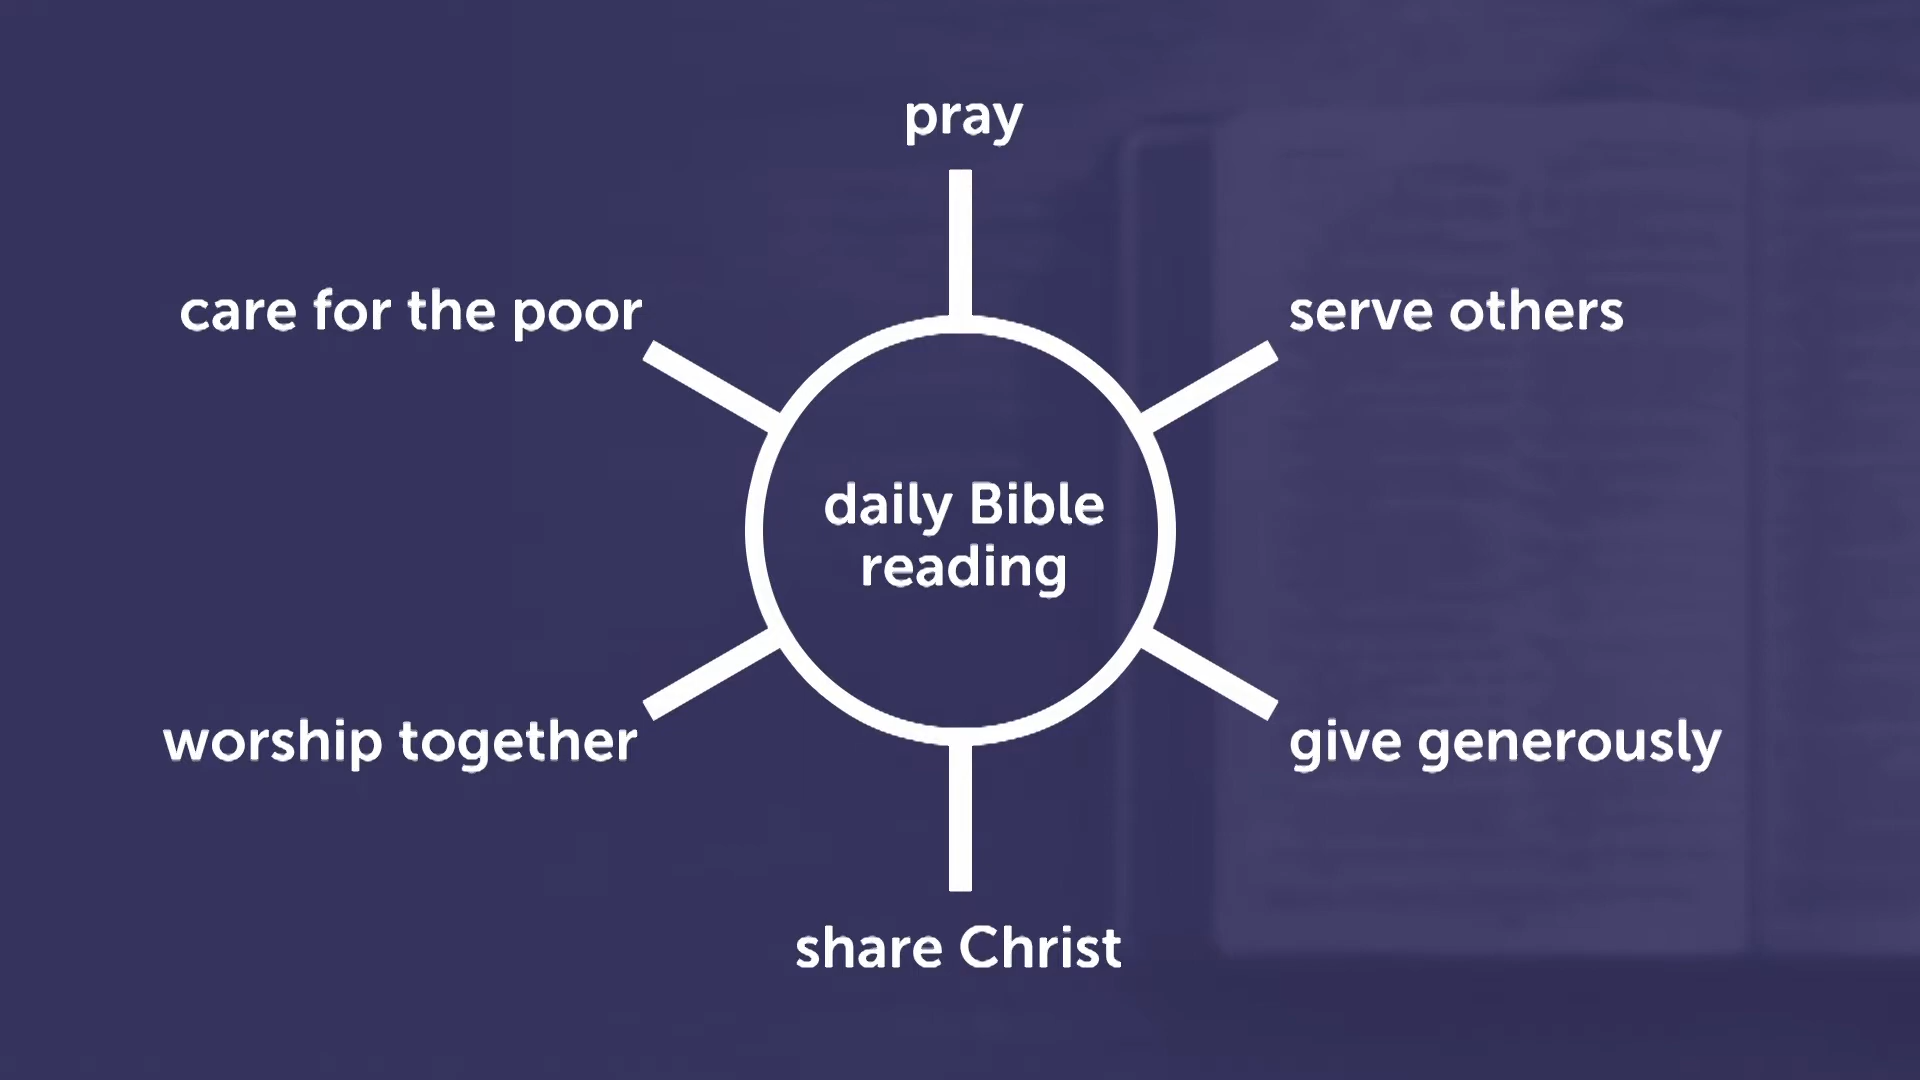 pray
care for the poor
serve others
daily Bible
reading
worship together
give generously
share Christ